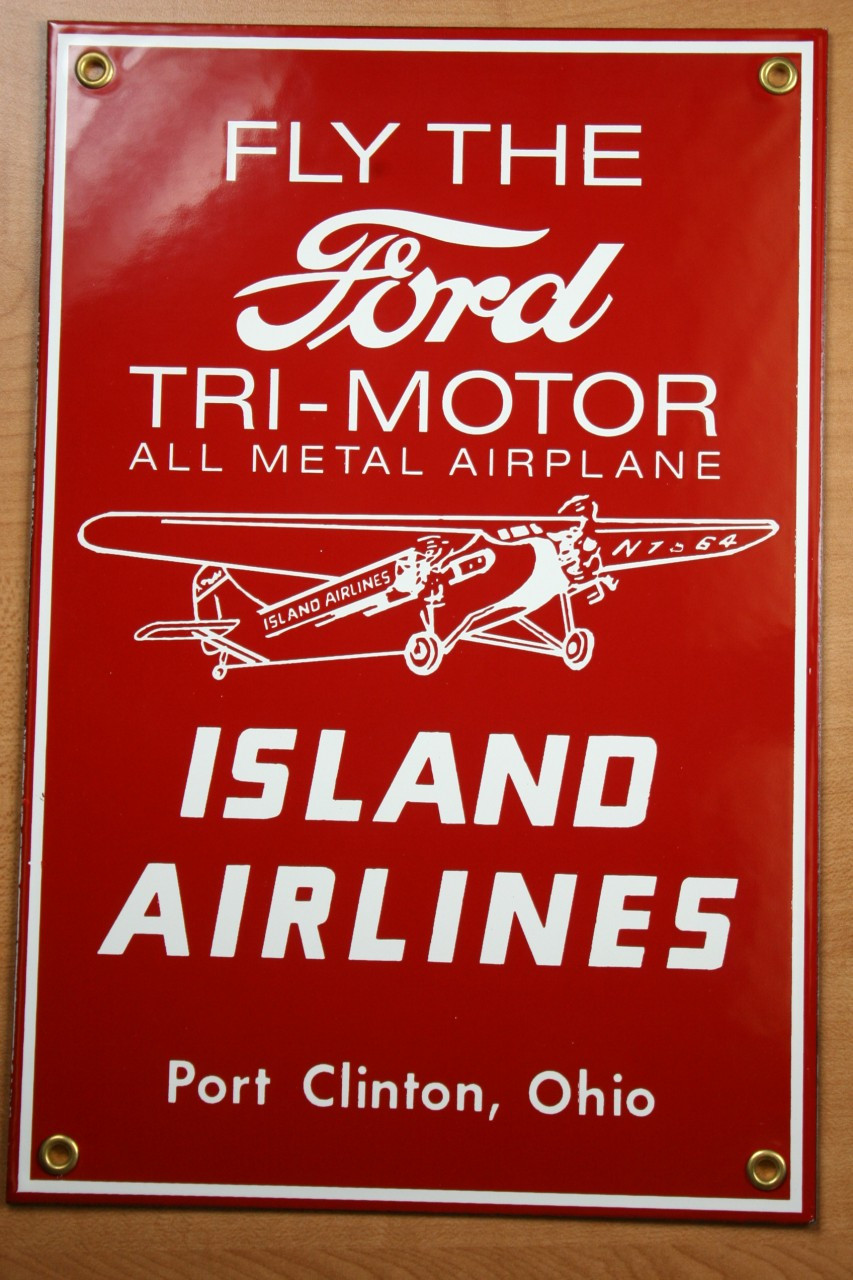 FLY THE
Ford
TRI-MOTOR
ALL METAL AIRPLANE
ISLAND AIRLINES
ISLAND
AIRLINES
Port Clinton, Ohio